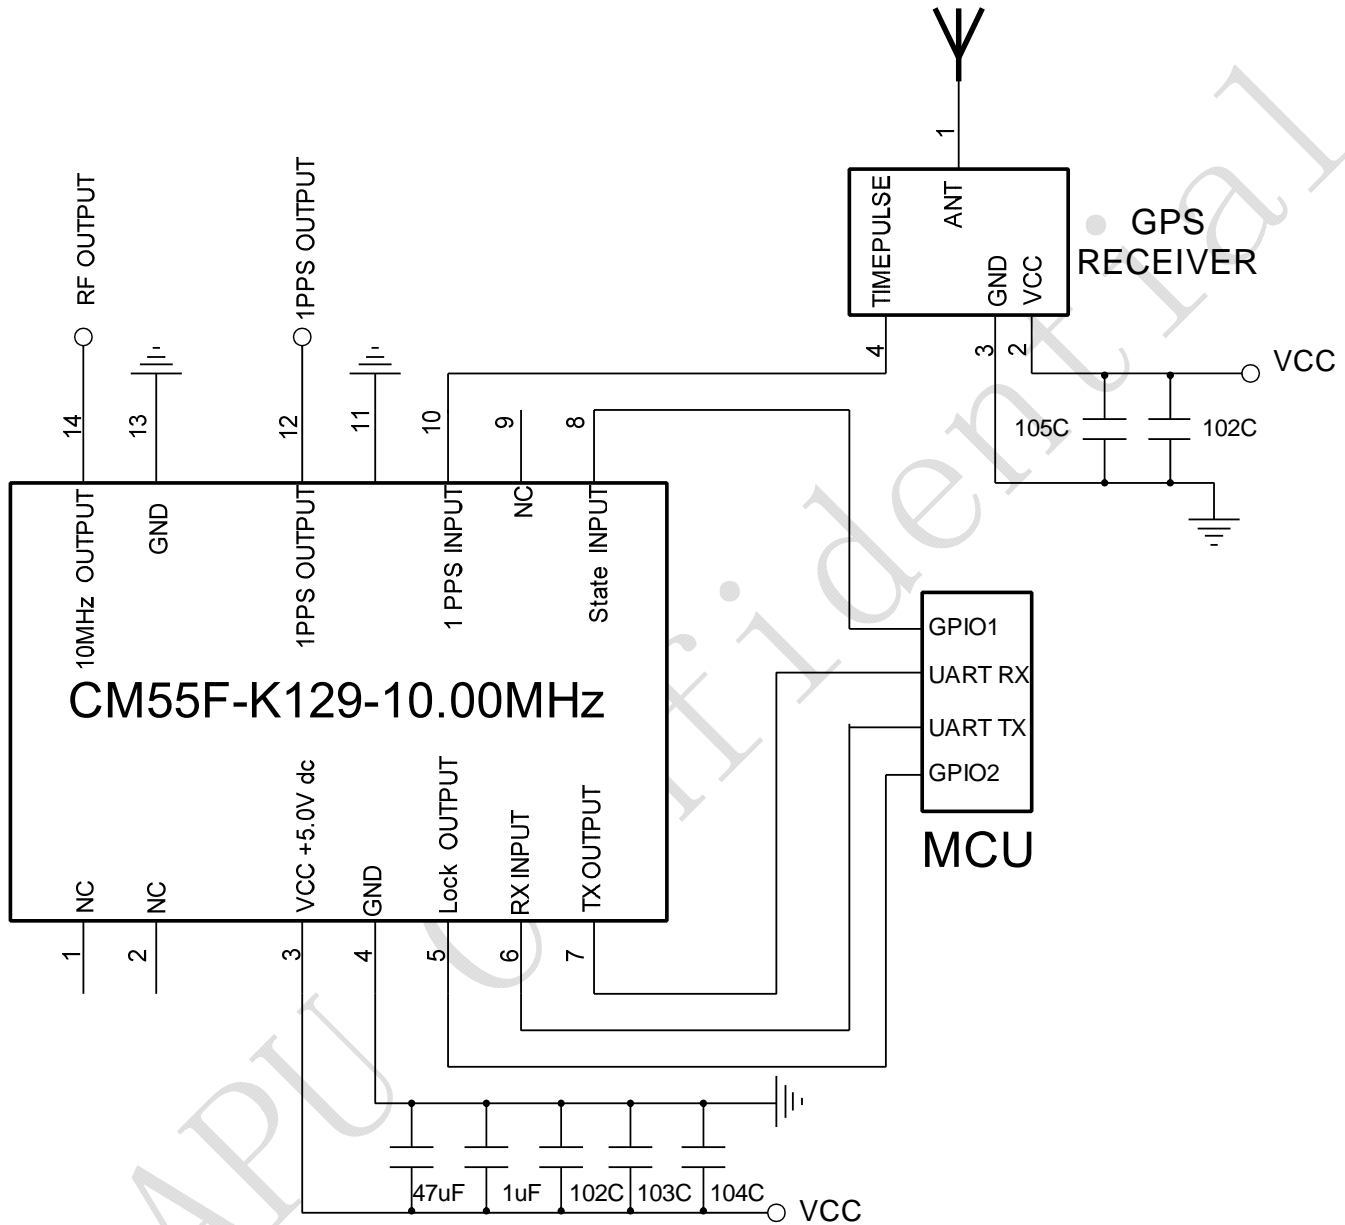 1
TIMEPULSE
ANT
GND
VCC
GPS
RECEIVER
4
3
2
VCC
105C
102C
RF OUTPUT
1PPS OUTPUT
14
13
12
11
10
9
8
10MHz OUTPUT
GND
1PPS OUTPUT
1 PPS INPUT
NC
State INPUT
CM55F-K129-10.00MHz
GPIO1
UART RX
UART TX
GPIO2
MCU
NC
NC
VCC +5.0V dc
GND
Lock OUTPUT
RX INPUT
TX OUTPUT
1
2
3
4
5
6
7
47uF
1uF
102C
103C
104C
VCC
APU Confidential